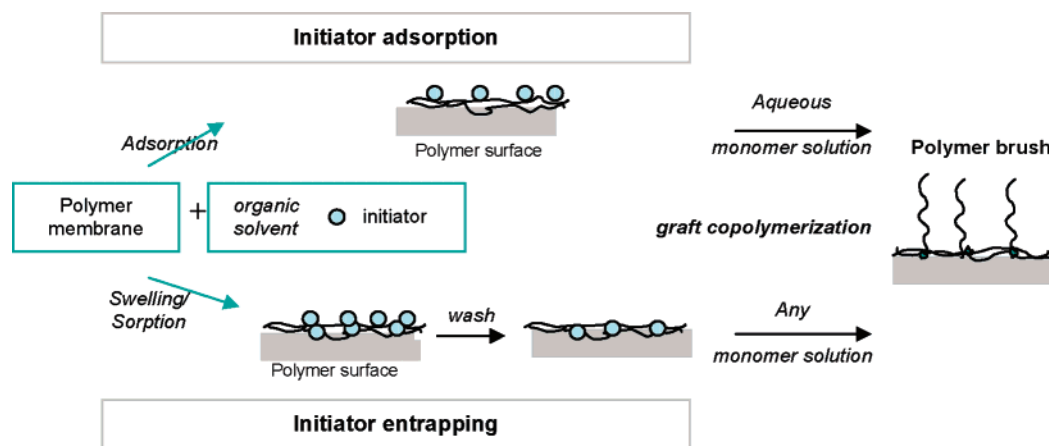 Initiator adsorption
Adsorption
Polymer surface
Aqueous
monomer solution
Polymer brush
Polymer
membrane
+
organic
solvent
initiator
graft copolymerization
Swelling/
Sorption
Polymer surface
wash
Any
monomer solution
Initiator entrapping